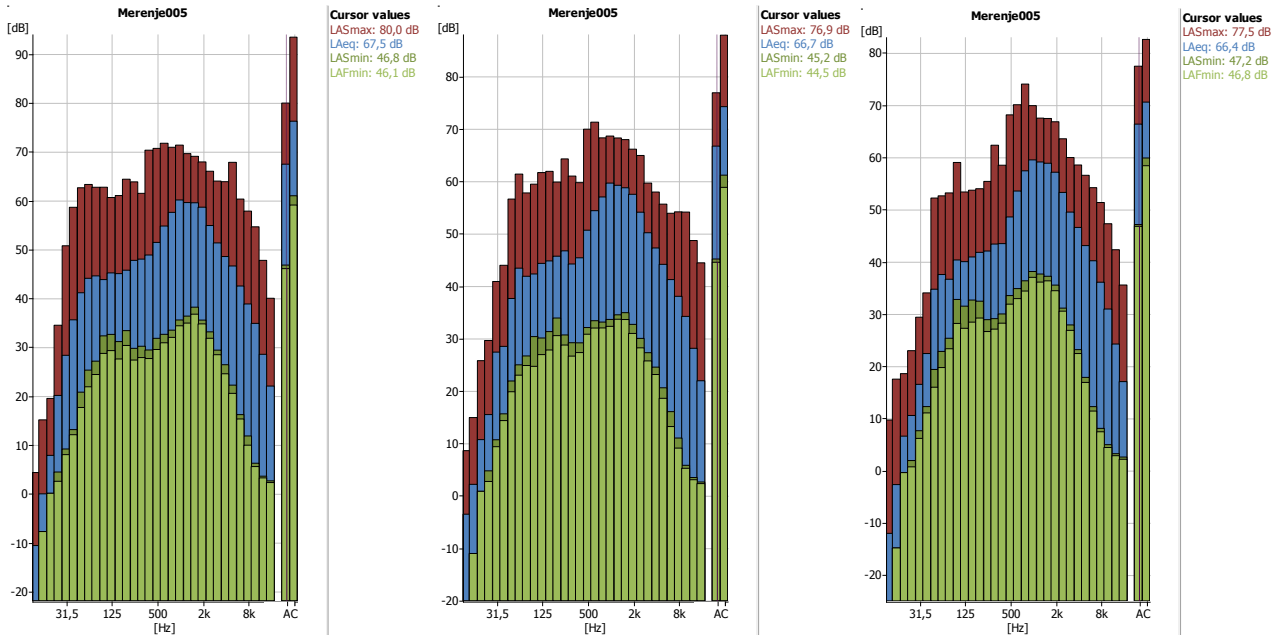 Merenje005
[dB]
90
80
70
60
50
40
30
20
10
0
-10
-20
31,5 125 500 2k 8k AC
[Hz]
Cursor values
LASmax: 80,0 dB
LAeq: 67,5 dB
LASmin: 46,8 dB
LAFmin: 46,1 dB
Merenje005
[dB]
80
70
60
50
40
30
20
10
0
-10
-20
31,5 125 500 2k 8k AC
[Hz]
Cursor values
LASmax: 76,9 dB
LAeq: 66,7 dB
LASmin: 45,2 dB
LAFmin: 44,5 dB
Merenje005
[dB]
80
70
60
50
40
30
20
10
0
-10
-20
31,5 125 500 2k 8k AC
[Hz]
Cursor values
LASmax: 77,5 dB
LAeq: 66,4 dB
LASmin: 47,2 dB
LAFmin: 46,8 dB